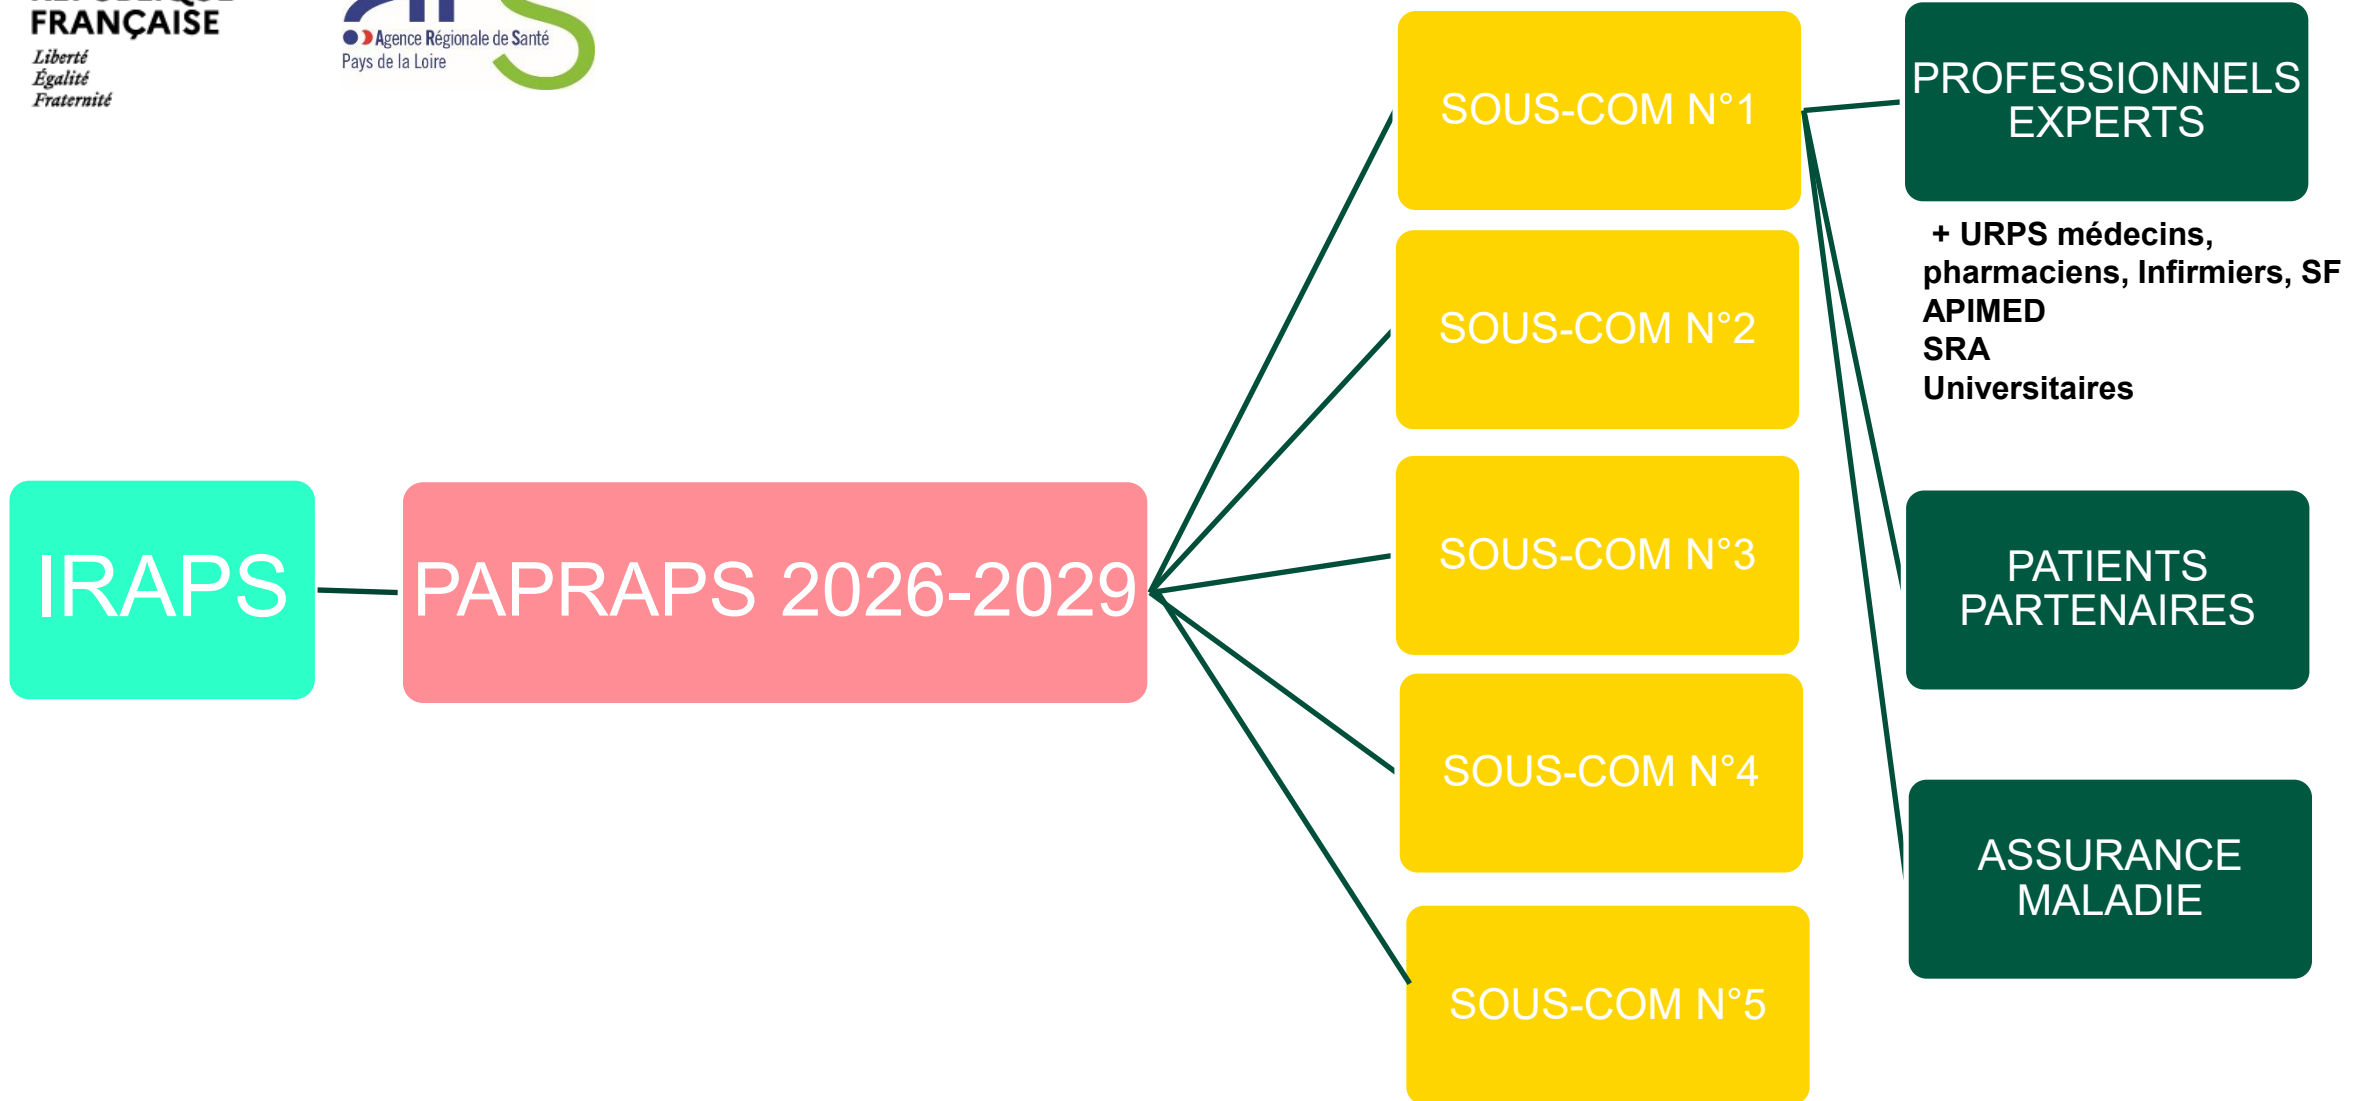 FRANÇAISE
Liberté
Égalité
Fraternité
Agence Régionale de Santé
Pays de la Loire
IRAPS
PAPRAPS 2026-2029
SOUS-COM N°1
SOUS-COM N°2
SOUS-COM N°3
SOUS-COM N°4
SOUS-COM N°5
PROFESSIONNELS
EXPERTS
+ URPS médecins,
pharmaciens, Infirmiers, SF
APIMED
SRA
Universitaires
PATIENTS
PARTENAIRES
ASSURANCE
MALADIE